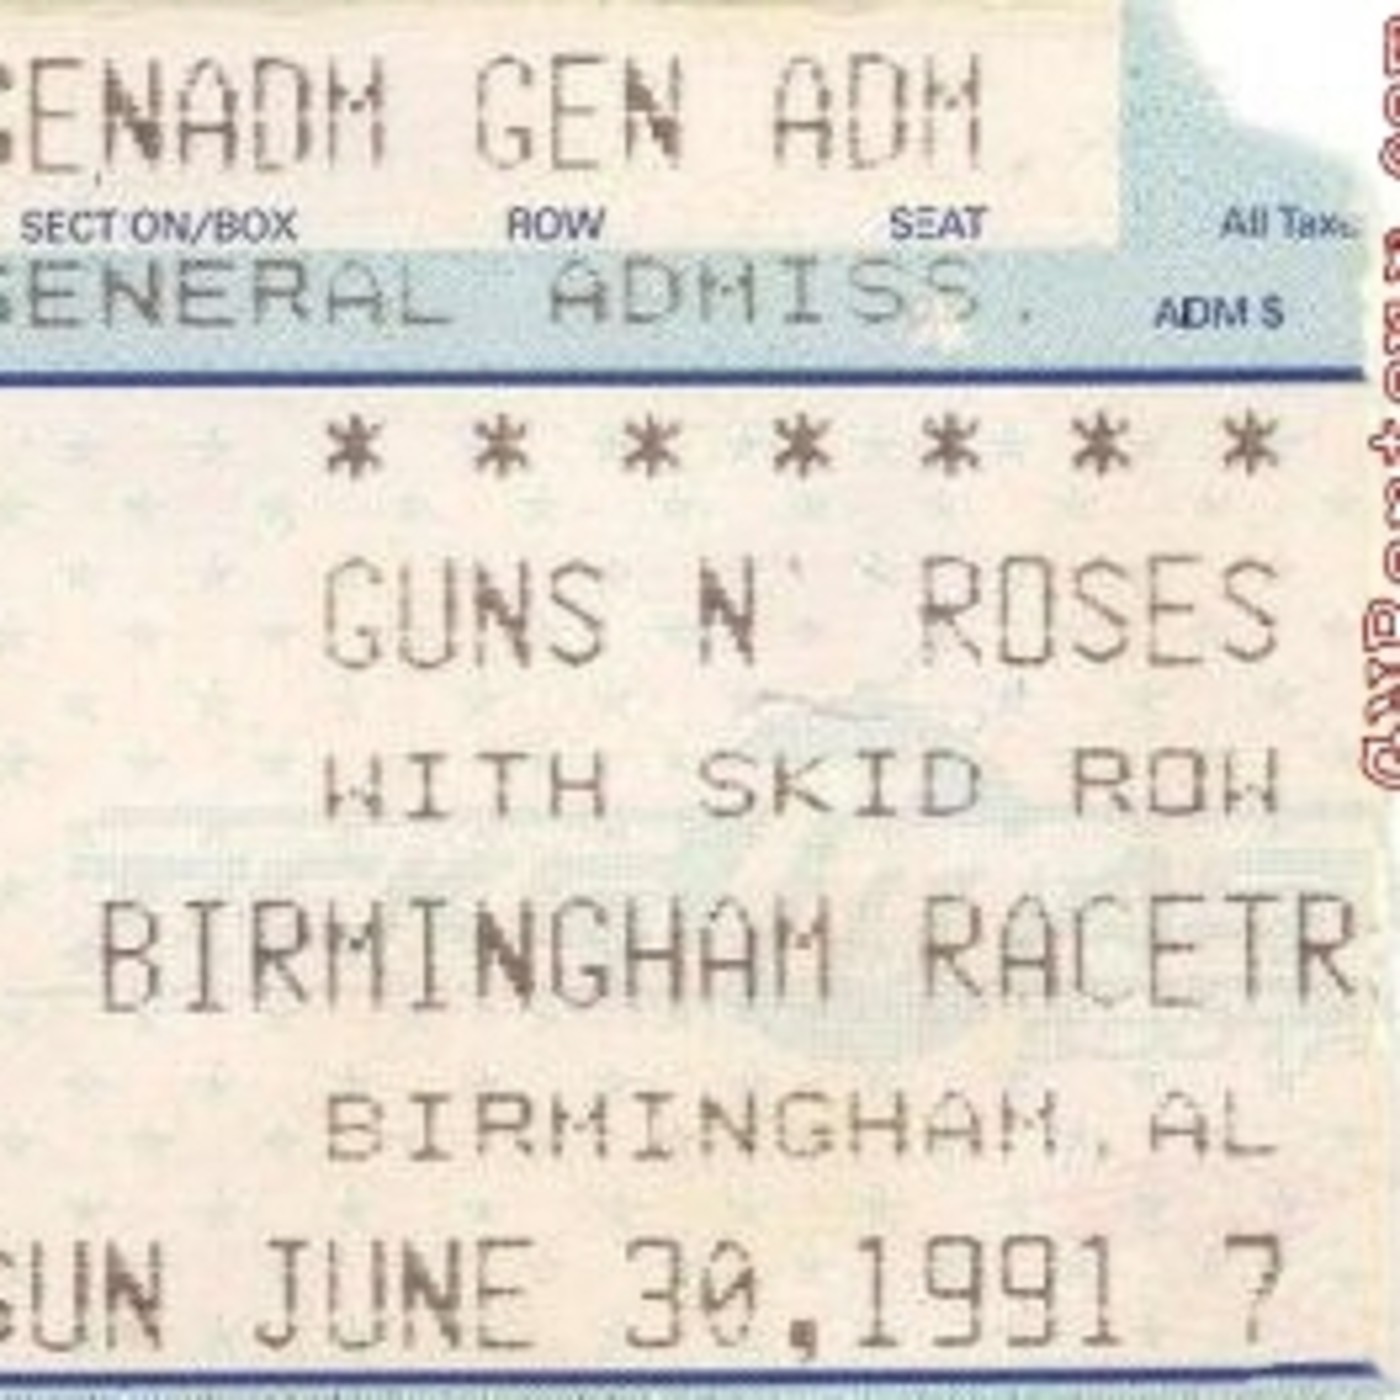 GENADM GEN ADM
SECTION/BOX ROW SEAT All Taxe
GENERAL ADMISS. ADM $
* * * * * * *
GUNS N' ROSES
WITH SKID ROW
BIRMINGHAM RACETR
BIRMINGHAM, AL
SUN JUNE 30,1991 7